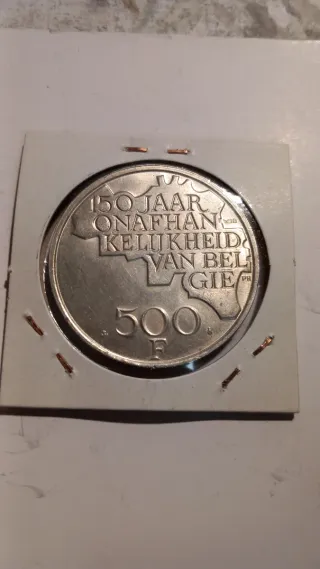 150 JAAR
ONAFHAN
KELIJKHEID
VAN BEL
GIE
500
F